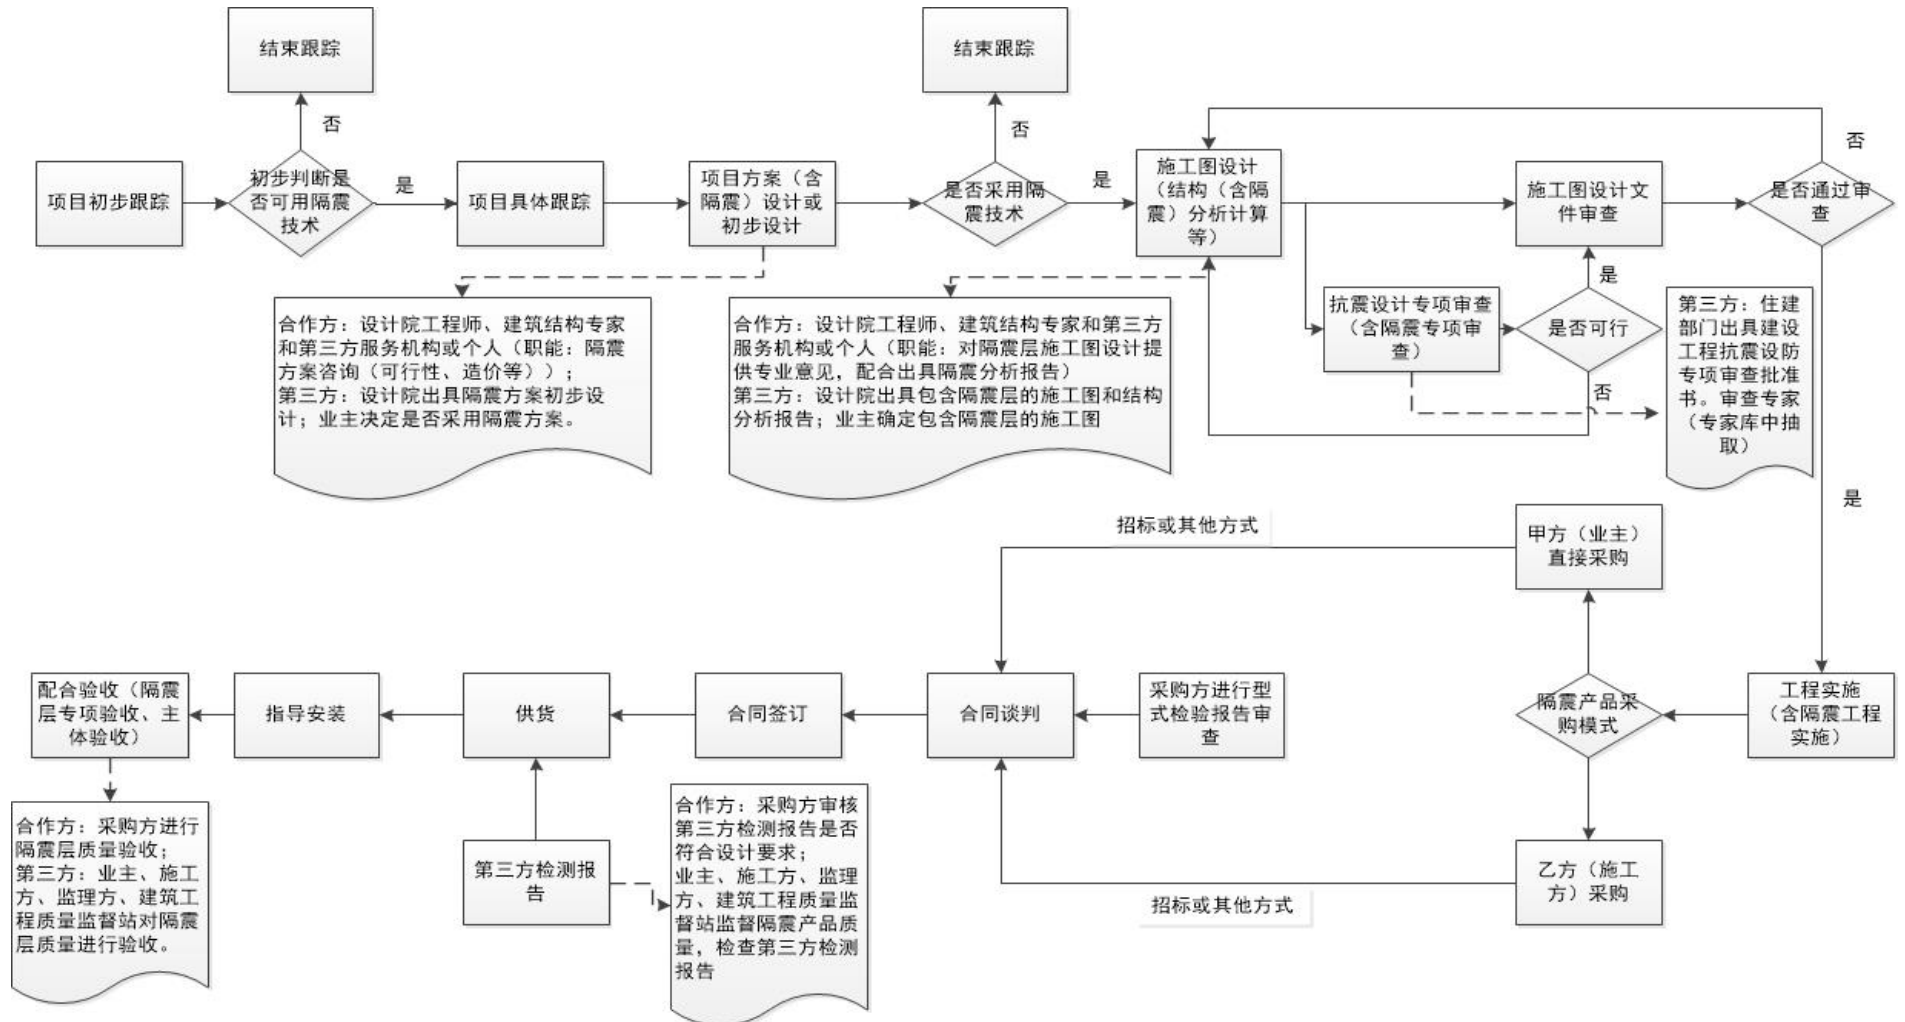 结束跟踪
结束跟踪
否
否
否
项目初步跟踪
初步判断是
否可用隔震
技术
是
项目具体跟踪
项目方案（含
隔震）设计或
初步设计
是否采用隔
震技术
是
施工图设计
（结构（含隔
震）分析计算
等）
施工图设计文
件审查
是否通过审
查
是
合作方：设计院工程师、建筑结构专家
和第三方服务机构或个人（职能：隔震
方案咨询（可行性、造价等））；
第三方：设计院出具隔震方案初步设
计；业主决定是否采用隔震方案。
合作方：设计院工程师、建筑结构专家和第三方
服务机构或个人（职能：对隔震层施工图设计提
供专业意见，配合出具隔震分析报告）
第三方：设计院出具包含隔震层的施工图和结构
分析报告；业主确定包含隔震层的施工图
抗震设计专项审查
（含隔震专项审
查）
是否可行
否
第三方：住建
部门出具建设
工程抗震设防
专项审查批准
书。审查专家
（专家库中抽
取）
是
招标或其他方式
甲方（业主）
直接采购
配合验收（隔震
层专项验收、主
体验收）
指导安装
供货
合同签订
合同谈判
采购方进行型
式检验报告审
查
隔震产品采
购模式
工程实施
（含隔震工程
实施）
合作方：采购方进行
隔震层质量验收；
第三方：业主、施工
方、监理方、建筑工
程质量监督站对隔震
层质量进行验收。
第三方检测报
告
合作方：采购方审核
第三方检测报告是否
符合设计要求；
业主、施工方、监理
方、建筑工程质量监
督站监督隔震产品质
量，检查第三方检测
报告
招标或其他方式
乙方（施工
方）采购